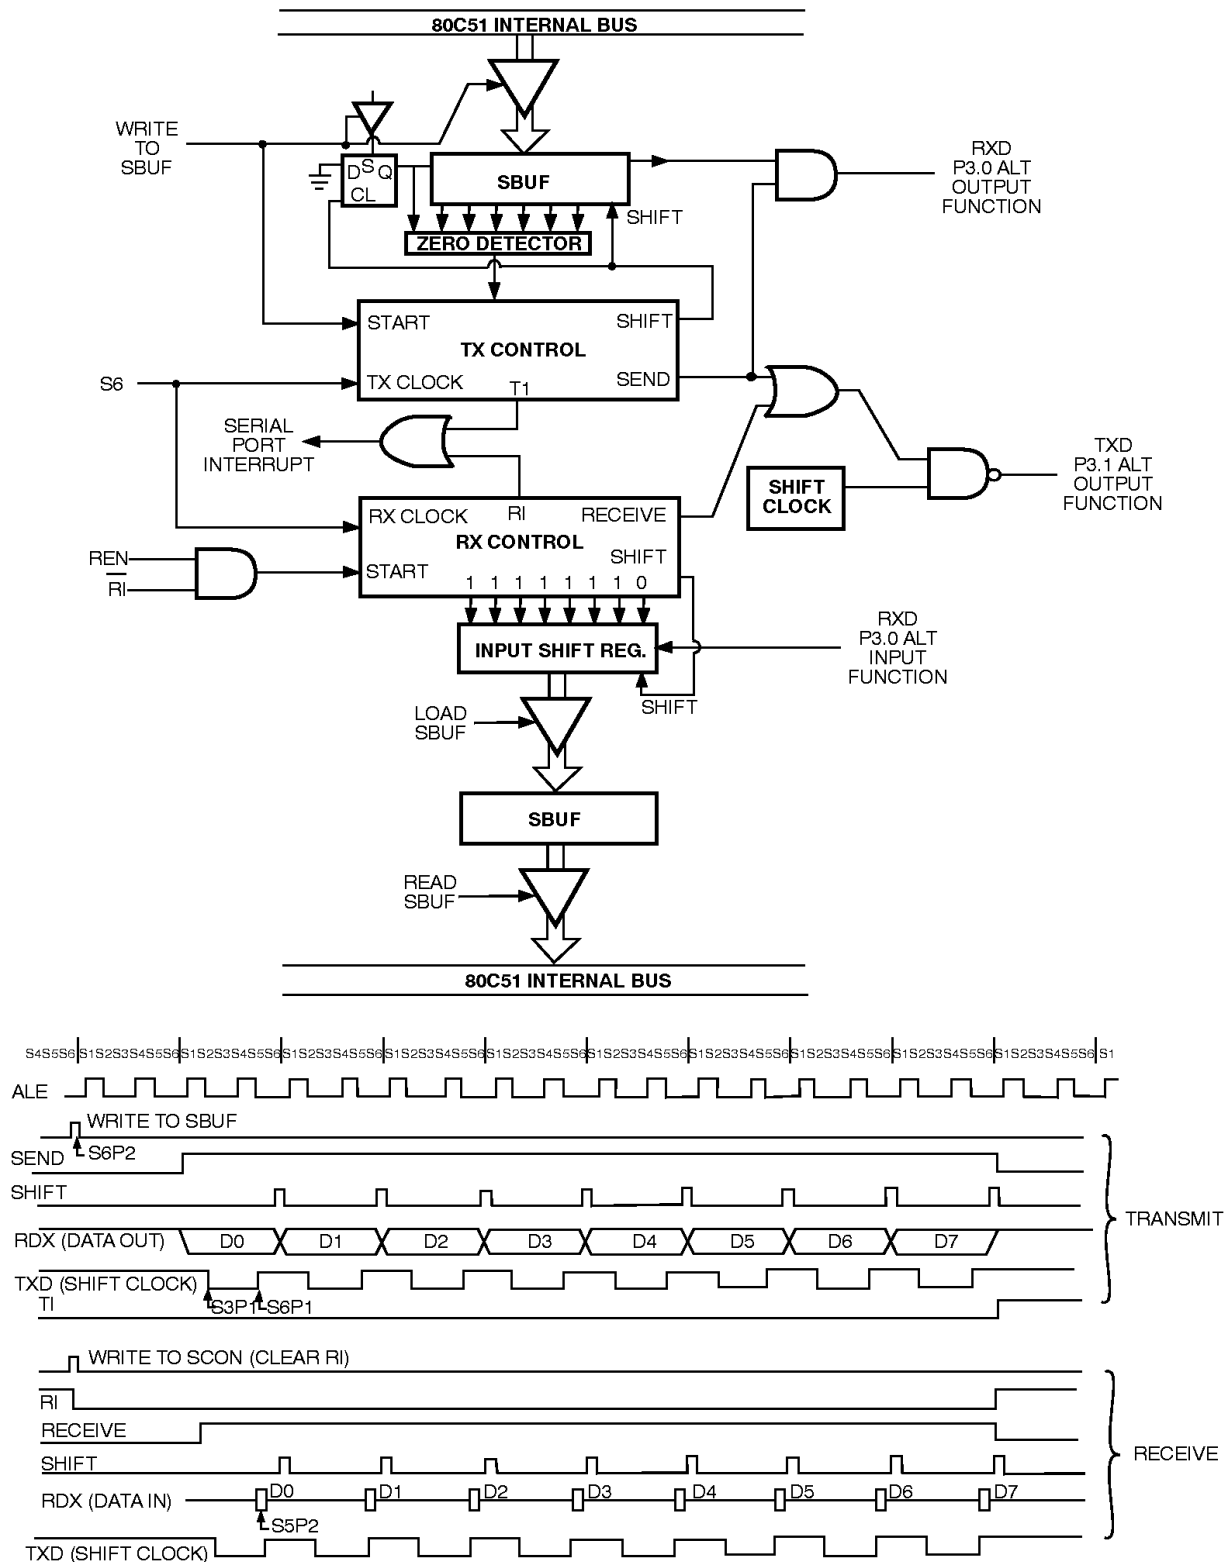 80C51 INTERNAL BUS
WRITE
TO
SBUF
D S Q
CL
SBUF
SHIFT
ZERO DETECTOR
RXD
P3.0 ALT
OUTPUT
FUNCTION
START
SHIFT
TX CONTROL
S6
TX CLOCK
T1
SEND
SERIAL
PORT
INTERRUPT
SHIFT
CLOCK
TXD
P3.1 ALT
OUTPUT
FUNCTION
RX CLOCK
RI
RECEIVE
RX CONTROL
REN
RI
START
SHIFT
1 1 1 1 1 1 1 0
INPUT SHIFT REG.
RXD
P3.0 ALT
INPUT
FUNCTION
SHIFT
LOAD
SBUF
SBUF
READ
SBUF
80C51 INTERNAL BUS
S4S5S6 S1S2S3S4S5S6 S1S2S3S4S5S6 S1S2S3S4S5S6 S1S2S3S4S5S6 S1S2S3S4S5S6 S1S2S3S4S5S6 S1S2S3S4S5S6 S1S2S3S4S5S6 S1S2S3S4S5S6 S1S2S3S4S5S6 S1
ALE
WRITE TO SBUF
S6P2
SEND
SHIFT
RDX (DATA OUT) D0 D1 D2 D3 D4 D5 D6 D7
TRANSMIT
TXD (SHIFT CLOCK)
S3P1 S6P1
TI
WRITE TO SCON (CLEAR RI)
RI
RECEIVE
SHIFT
RECEIVE
RDX (DATA IN) D0 D1 D2 D3 D4 D5 D6 D7
S5P2
TXD (SHIFT CLOCK)